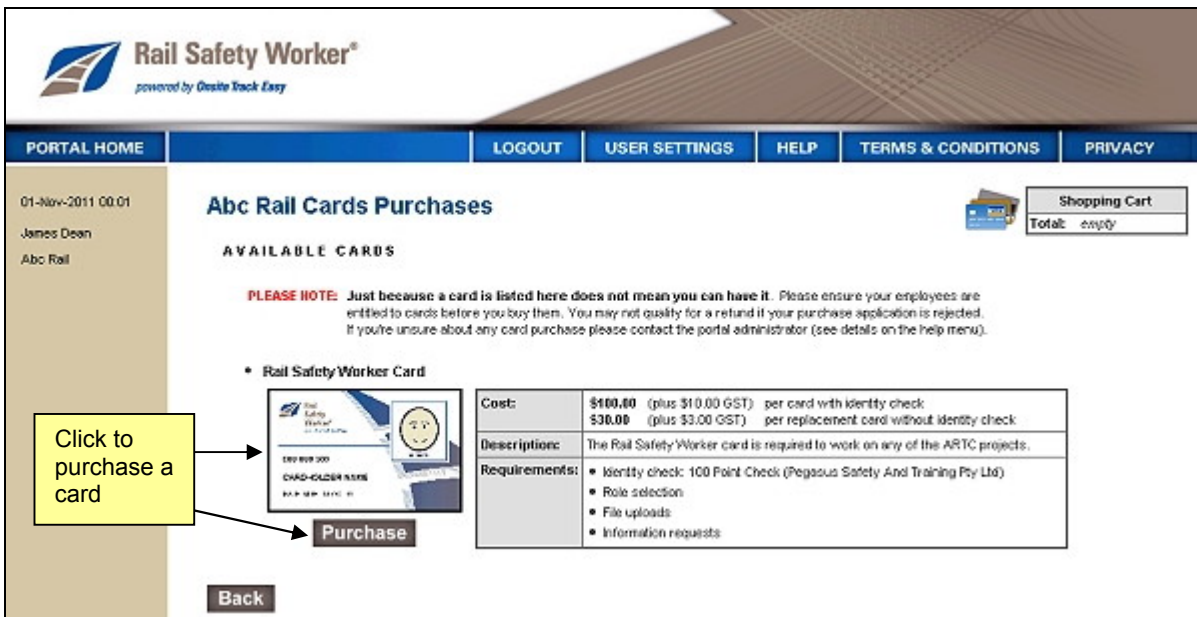 Rail Safety Worker®
powered by Onsite Track Easy
PORTAL HOME
LOGOUT
USER SETTINGS
HELP
TERMS & CONDITIONS
PRIVACY
01-Nov-2011 00:01
James Dean
Abc Rail
Abc Rail Cards Purchases
Shopping Cart
Total: empty
AVAILABLE CARDS
PLEASE NOTE: Just because a card is listed here does not mean you can have it. Please ensure your employees are
entitled to cards before you buy them. You may not qualify for a refund if your purchase application is rejected.
If you're unsure about any card purchase please contact the portal administrator (see details on the help menu).
• Rail Safety Worker Card
Rail
Safety
Worker
CARD-HOLDER NAME
Click to
purchase a
card
Purchase
Cost: $100.00 (plus $10.00 GST) per card with identity check
$30.00 (plus $3.00 GST) per replacement card without identity check
Description: The Rail Safety Worker card is required to work on any of the ARTC projects.
Requirements: • Identity check: 100 Point Check (Pegasus Safety And Training Pty Ltd)
• Role selection
• File uploads
• Information requests
Back